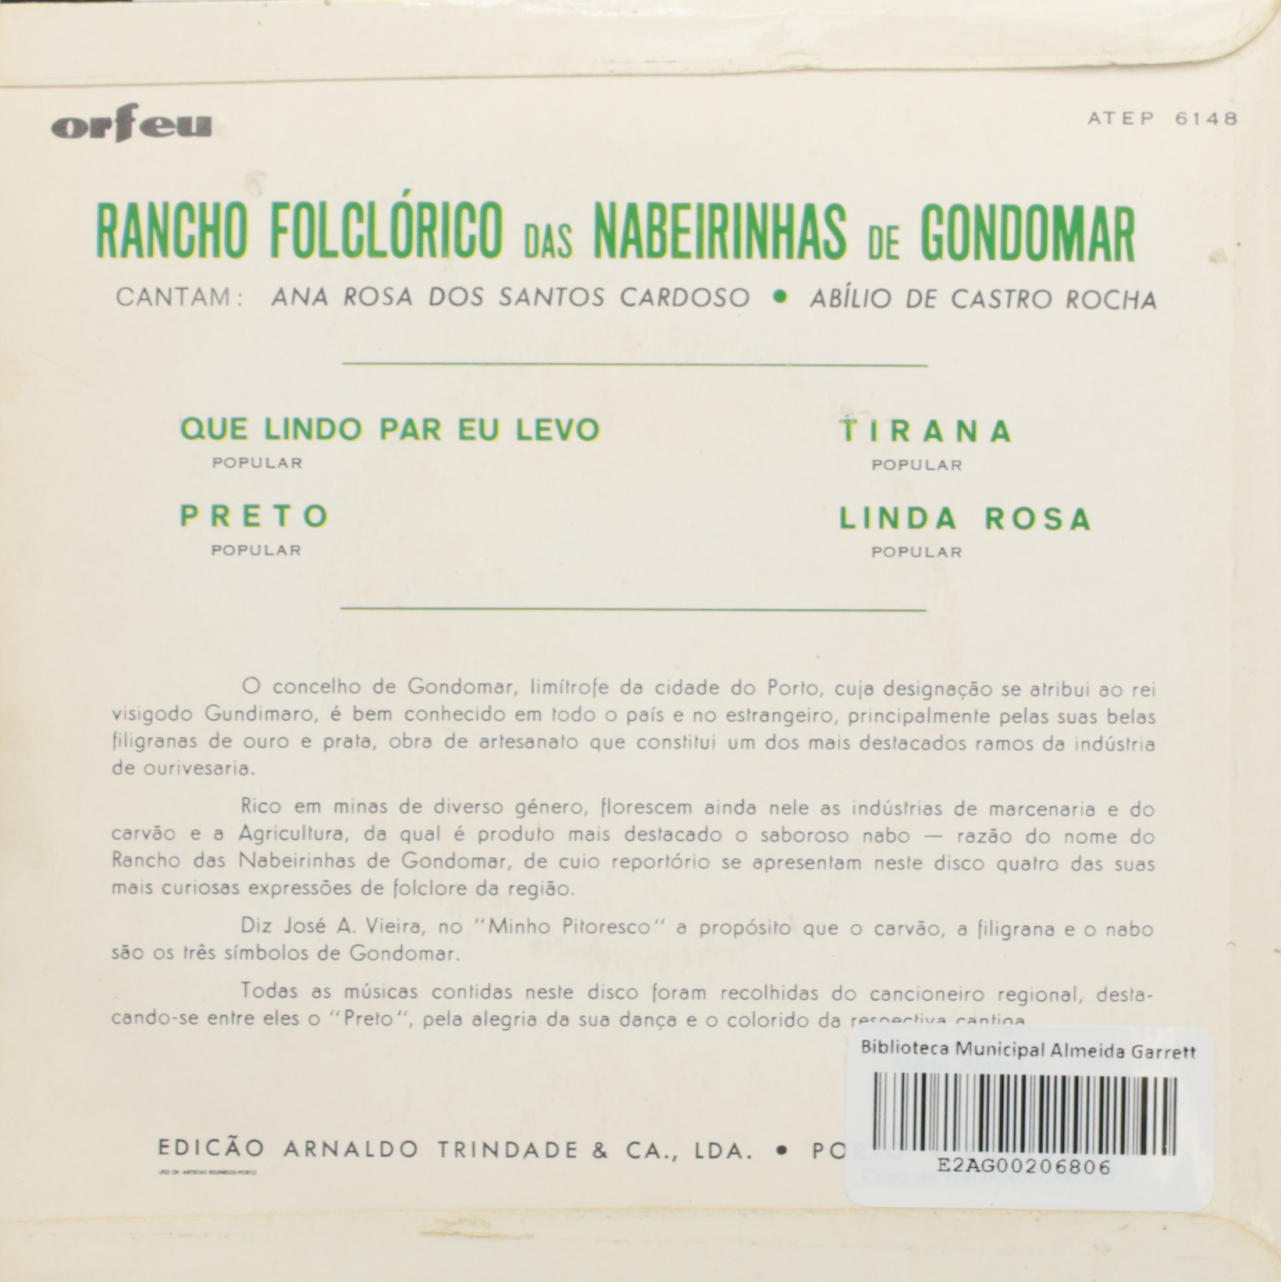 orfeu
ATEP 6148
RANCHO FOLCLÓRICO DAS NABEIRINHAS DE GONDOMAR
CANTAM: ANA ROSA DOS SANTOS CARDOSO • ABÍLIO DE CASTRO ROCHA
QUE LINDO PAR EU LEVO
POPULAR
PRETO
POPULAR
TIRANA
POPULAR
LINDA ROSA
POPULAR
O concelho de Gondomar, limítrofe da cidade do Porto, cuja designação se atribui ao rei
visigodo Gundimaro, é bem conhecido em todo o país e no estrangeiro, principalmente pelas suas belas
filigranas de ouro e prata, obra de artesanato que constitui um dos mais destacados ramos da indústria
de ourivesaria.
Rico em minas de diverso género, florescem ainda nele as indústrias de marcenaria e do
carvão e a Agricultura, da qual é produto mais destacado o saboroso nabo — razão do nome do
Rancho das Nabeirinhas de Gondomar, de cuio reportório se apresentam neste disco quatro das suas
mais curiosas expressões de folclore da região.
Diz José A. Vieira, no "Minho Pitoresco" a propósito que o carvão, a filigrana e o nabo
são os três símbolos de Gondomar.
Todas as músicas contidas neste disco foram recolhidas do cancioneiro regional, desta-
cando-se entre eles o "Preto", pela alegria da sua dança e o colorido da respectiva cantiga
EDICÃO ARNALDO TRINDADE & CA., LDA. • PO
Biblioteca Municipal Almeida Garrett
E2AG00206806